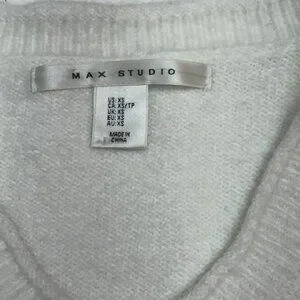 MAX STUDIO
US: XS
CA: XS/TP
UK: XS
EU: XS
AU: XS
MADE IN
CHINA